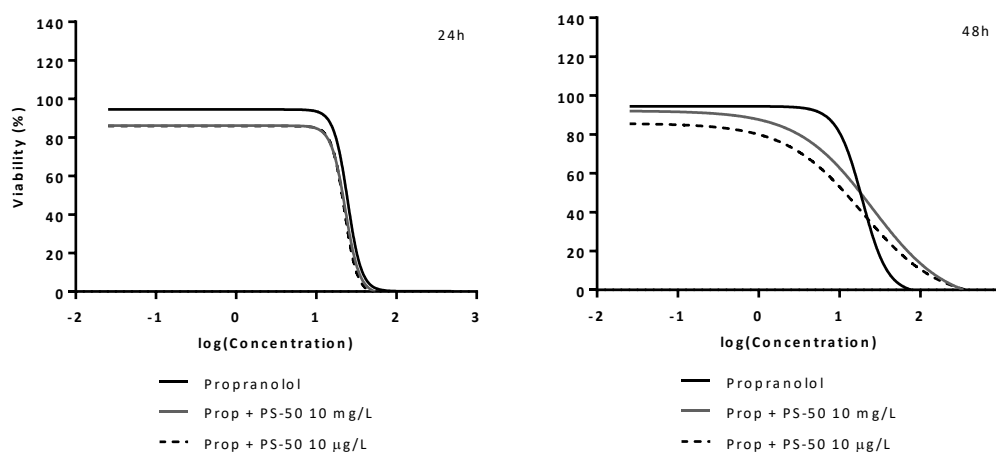 24h
Viability (%)
140
120
100
80
60
40
20
0
-2
-1
0
1
2
3
log(Concentration)
Propranolol
Prop + PS-50 10 mg/L
Prop + PS-50 10 μg/L
48h
140
120
100
80
60
40
20
0
-2
-1
0
1
2
log(Concentration)
Propranolol
Prop + PS-50 10 mg/L
Prop + PS-50 10 μg/L